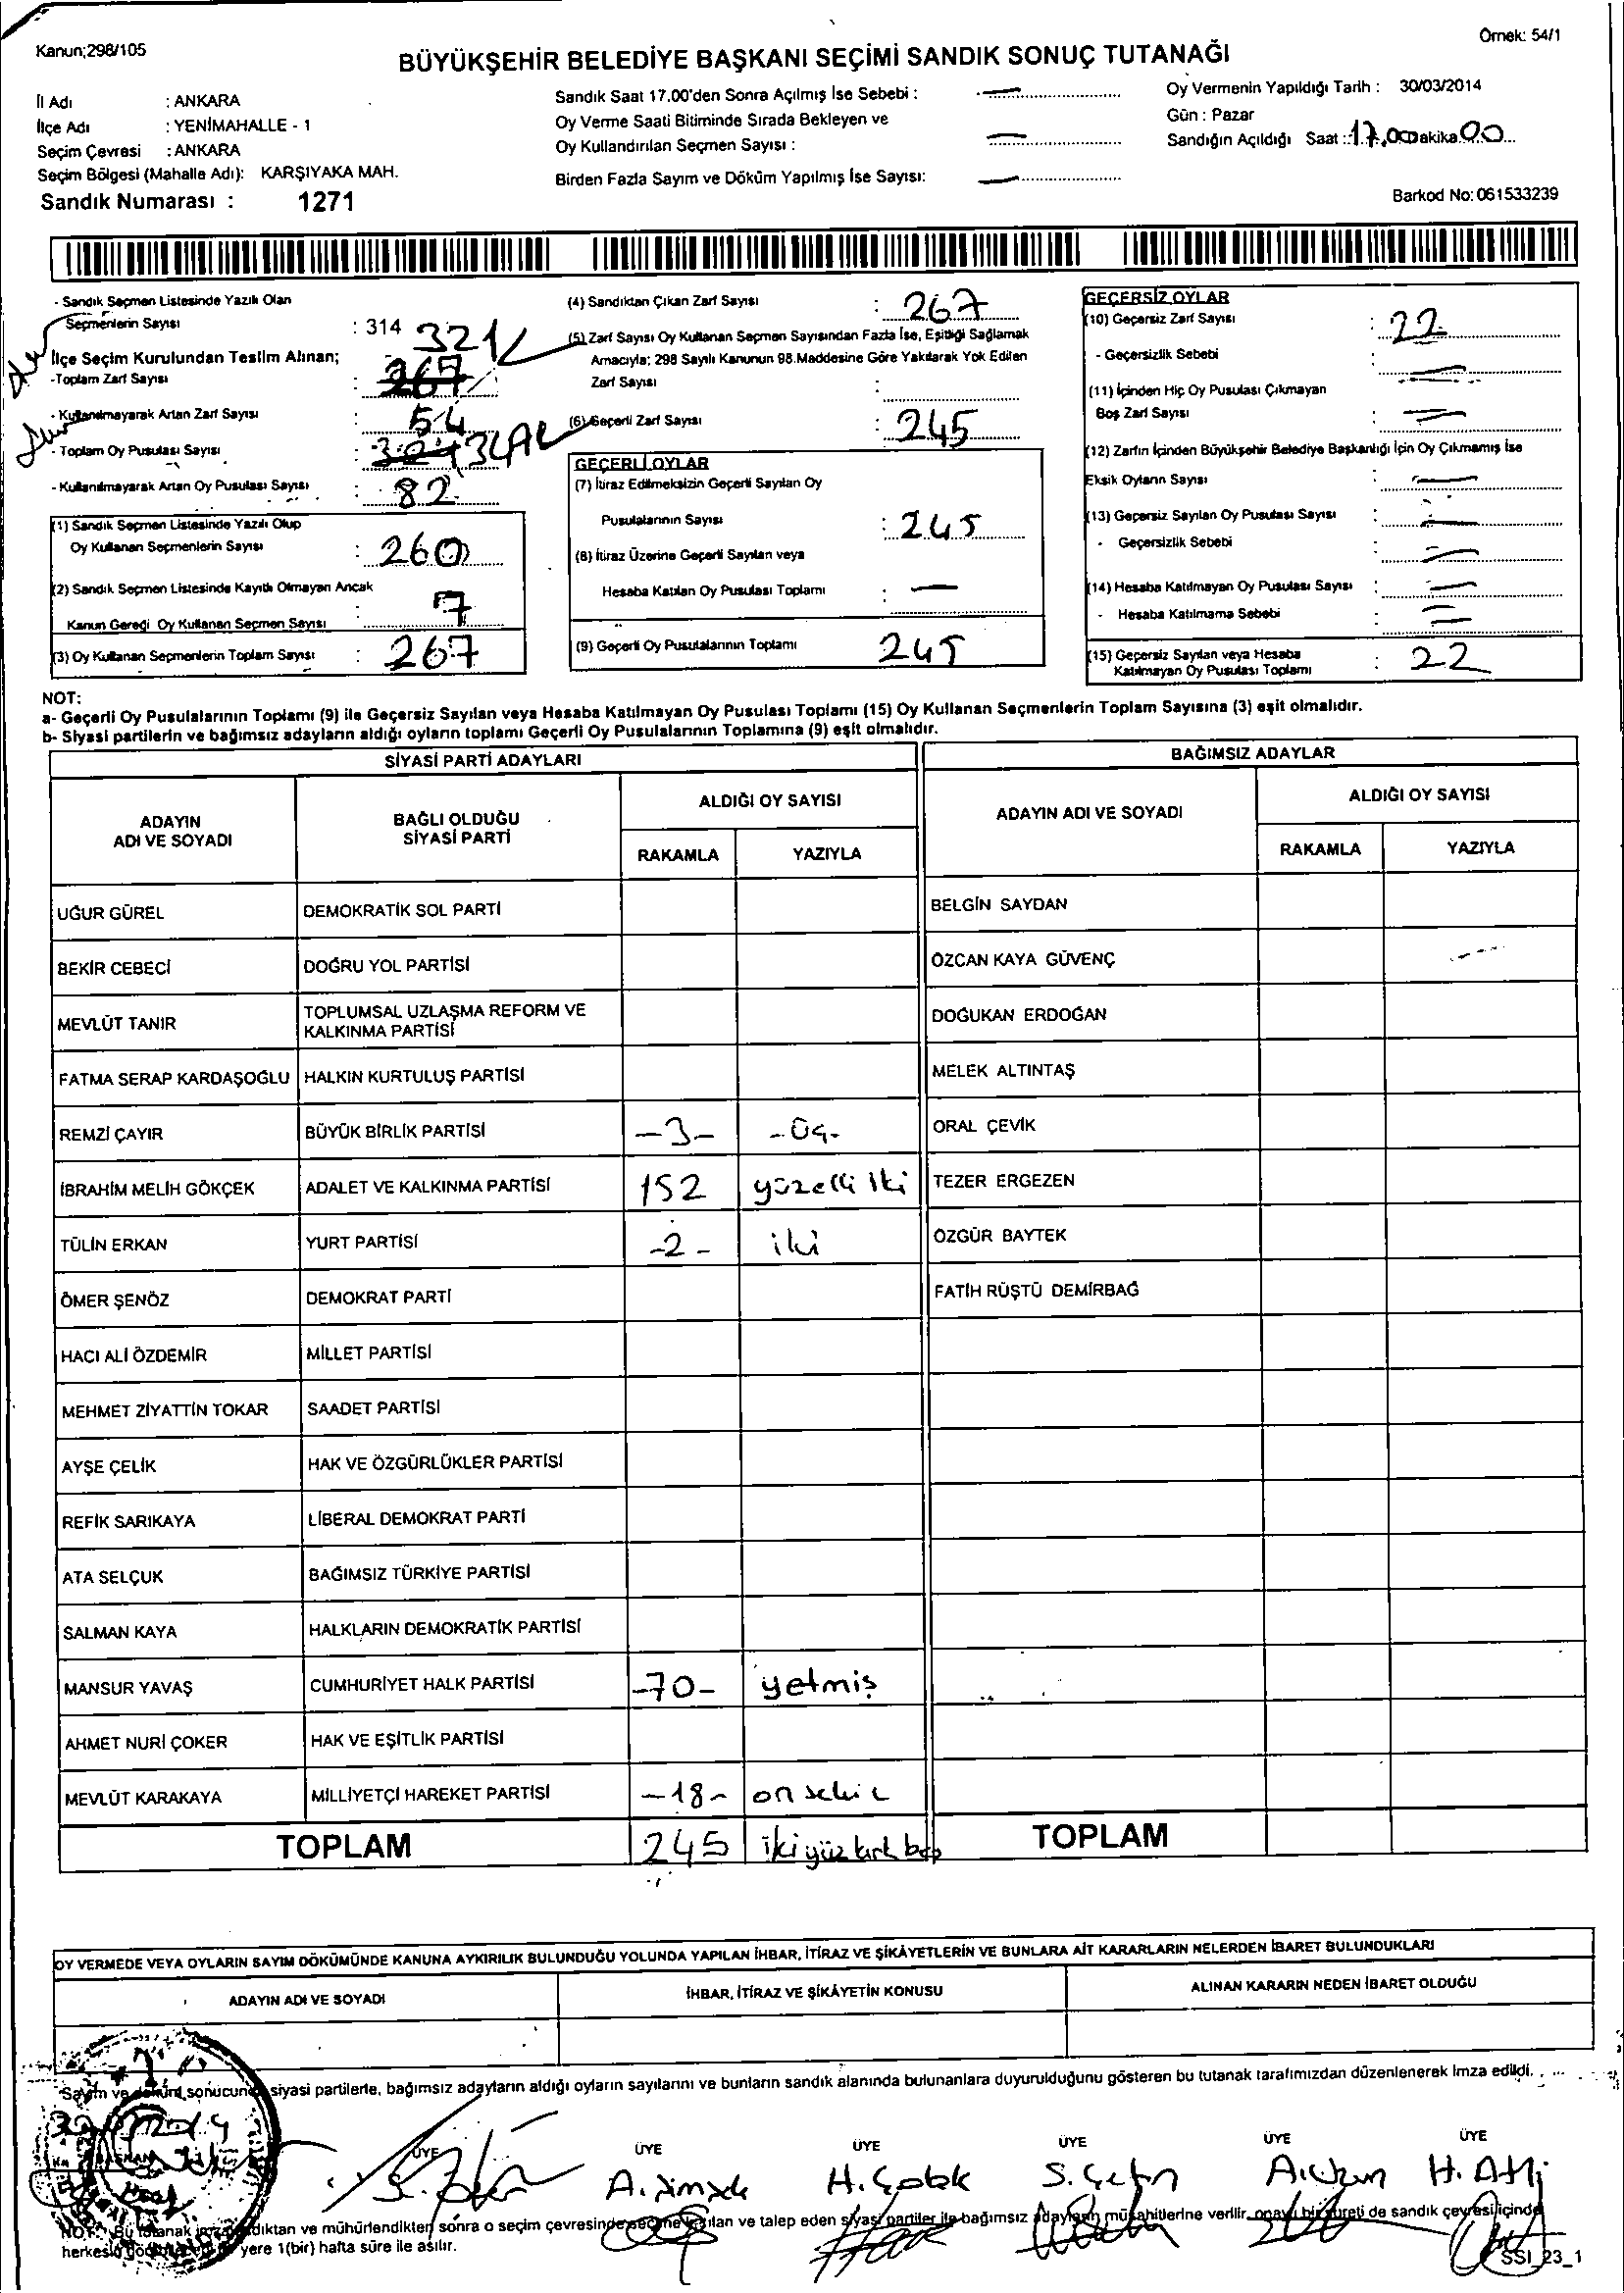 Kanun;298/105
Örnek: 54/1
BÜYÜKŞEHİR BELEDİYE BAŞKANI SEÇİMİ SANDIK SONUÇ TUTANAĞI
İl Adı : ANKARA
İlçe Adı : YENİMAHALLE - 1
Seçim Çevresi : ANKARA
Seçim Bölgesi (Mahalle Adı): KARŞIYAKA MAH.
Sandık Numarası : 1271
Sandık Saat 17.00'den Sonra Açılmış İse Sebebi :
Oy Verme Saati Bitiminde Sırada Bekleyen ve
Oy Kullandırılan Seçmen Sayısı :
Birden Fazla Sayım ve Döküm Yapılmış İse Sayısı:
Oy Vermenin Yapıldığı Tarih : 30/03/2014
Gün : Pazar
Sandığın Açıldığı Saat : 17.00 Dakika 00
Barkod No: 061533239
- Sandık Seçmen Listesinde Yazılı Olan
Seçmenlerin Sayısı : 314
İlçe Seçim Kurulundan Teslim Alınan;
321
-Toplam Zarf Sayısı : 267
- Kullanılmayarak Artan Zarf Sayısı : 54
- Toplam Oy Pusulası Sayısı :
- Kullanılmayarak Artan Oy Pusulası Sayısı : 82
(1) Sandık Seçmen Listesinde Yazılı Olup
Oy Kullanan Seçmenlerin Sayısı : 260
(2) Sandık Seçmen Listesinde Kayıtlı Olmayan Ancak
Kanun Gereği Oy Kullanan Seçmen Sayısı : 7
(3) Oy Kullanan Seçmenlerin Toplam Sayısı : 267
(4) Sandıktan Çıkan Zarf Sayısı : 267
(5) Zarf Sayısı Oy Kullanan Seçmen Sayısından Fazla İse, Eşitliği Sağlamak
Amacıyla; 298 Sayılı Kanunun 98.Maddesine Göre Yakılarak Yok Edilen
Zarf Sayısı :
(6) Geçerli Zarf Sayısı : 245
GEÇERLİ OYLAR
(7) İtiraz Edilmeksizin Geçerli Sayılan Oy
Pusulalarının Sayısı : 245
(8) İtiraz Üzerine Geçerli Sayılan veya
Hesaba Katılan Oy Pusulası Toplamı : —
(9) Geçerli Oy Pusulalarının Toplamı 245
GEÇERSİZ OYLAR
(10) Geçersiz Zarf Sayısı : 22
- Geçersizlik Sebebi :
(11) İçinden Hiç Oy Pusulası Çıkmayan
Boş Zarf Sayısı :
(12) Zarfın İçinden Büyükşehir Belediye Başkanlığı İçin Oy Çıkmamış İse
Eksik Oyların Sayısı :
(13) Geçersiz Sayılan Oy Pusulası Sayısı :
- Geçersizlik Sebebi :
(14) Hesaba Katılmayan Oy Pusulası Sayısı :
- Hesaba Katılmama Sebebi :
(15) Geçersiz Sayılan veya Hesaba
Katılmayan Oy Pusulası Toplamı : 22
NOT:
a- Geçerli Oy Pusulalarının Toplamı (9) ile Geçersiz Sayılan veya Hesaba Katılmayan Oy Pusulası Toplamı (15) Oy Kullanan Seçmenlerin Toplam Sayısına (3) eşit olmalıdır.
b- Siyasi partilerin ve bağımsız adayların aldığı oyların toplamı Geçerli Oy Pusulalarının Toplamına (9) eşit olmalıdır.
SİYASİ PARTİ ADAYLARI
BAĞIMSIZ ADAYLAR
ADAYIN
ADI VE SOYADI
BAĞLI OLDUĞU
SİYASİ PARTİ
ALDIĞI OY SAYISI
RAKAMLA YAZIYLA
ADAYIN ADI VE SOYADI
ALDIĞI OY SAYISI
RAKAMLA YAZIYLA
UĞUR GÜREL DEMOKRATİK SOL PARTİ BELGİN SAYDAN
BEKİR CEBECİ DOĞRU YOL PARTİSİ ÖZCAN KAYA GÜVENÇ
MEVLÜT TANIR TOPLUMSAL UZLAŞMA REFORM VE
KALKINMA PARTİSİ DOĞUKAN ERDOĞAN
FATMA SERAP KARDAŞOĞLU HALKIN KURTULUŞ PARTİSİ MELEK ALTINTAŞ
REMZİ ÇAYIR BÜYÜK BİRLİK PARTİSİ -3- -üç- ORAL ÇEVİK
İBRAHİM MELİH GÖKÇEK ADALET VE KALKINMA PARTİSİ 152 yüzelli iki TEZER ERGEZEN
TÜLİN ERKAN YURT PARTİSİ -2- iki ÖZGÜR BAYTEK
ÖMER ŞENÖZ DEMOKRAT PARTİ FATİH RÜŞTÜ DEMİRBAĞ
HACI ALİ ÖZDEMİR MİLLET PARTİSİ
MEHMET ZİYATTİN TOKAR SAADET PARTİSİ
AYŞE ÇELİK HAK VE ÖZGÜRLÜKLER PARTİSİ
REFİK SARIKAYA LİBERAL DEMOKRAT PARTİ
ATA SELÇUK BAĞIMSIZ TÜRKİYE PARTİSİ
SALMAN KAYA HALKLARIN DEMOKRATİK PARTİSİ
MANSUR YAVAŞ CUMHURİYET HALK PARTİSİ -70- yetmiş
AHMET NURİ ÇOKER HAK VE EŞİTLİK PARTİSİ
MEVLÜT KARAKAYA MİLLİYETÇİ HAREKET PARTİSİ -18- on sekiz
TOPLAM 245 ikiyüz kırk beş TOPLAM
OY VERMEDE VEYA OYLARIN SAYIM DÖKÜMÜNDE KANUNA AYKIRILIK BULUNDUĞU YOLUNDA YAPILAN İHBAR, İTİRAZ VE ŞİKÂYETLERİN VE BUNLARA AİT KARARLARIN NELERDEN İBARET BULUNDUKLARI
ADAYIN ADI VE SOYADI İHBAR, İTİRAZ VE ŞİKÂYETİN KONUSU ALINAN KARARIN NEDEN İBARET OLDUĞU
Sayım ve döküm sonucunda siyasi partilerle, bağımsız adayların aldığı oyların sayılarını ve bunların sandık alanında bulunanlara duyurulduğunu gösteren bu tutanak tarafımızdan düzenlenerek imza edildi.
ÜYE ÜYE ÜYE ÜYE ÜYE ÜYE
A. Şimşek H. Çolak S. Çetin A. Uzun H. Atli
NOT: Bu tutanak imzalandıktan ve mühürlendikten sonra o seçim çevresinde seçime katılan ve talep eden siyasi partiler ile bağımsız adayların müşahitlerine verilir, onaylı bir sureti de sandık çevresi içinde
herkesin görebileceği bir yere 1(bir) hafta süre ile asılır.
SSI_23_1